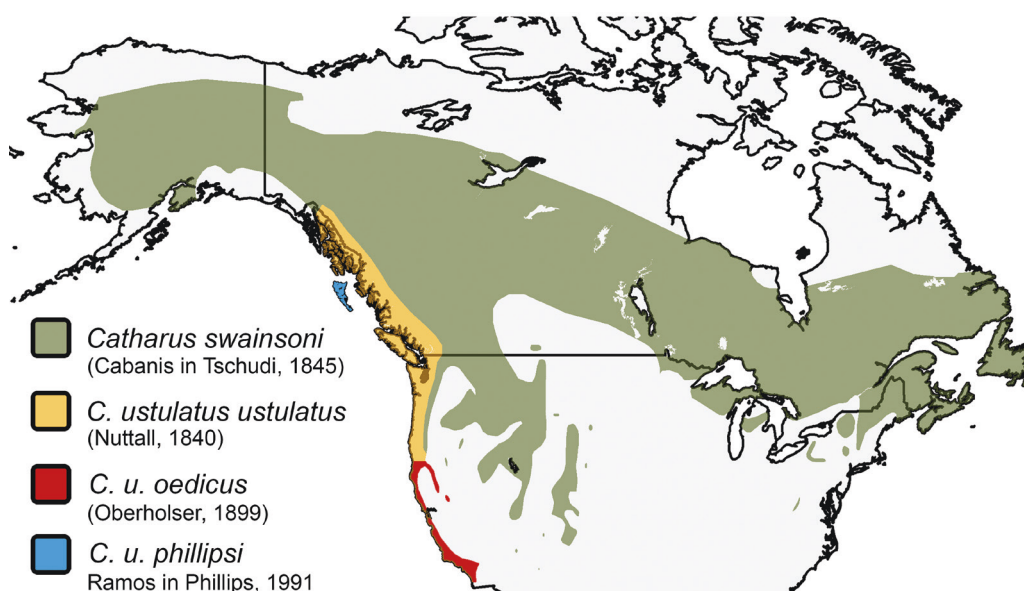 Catharus swainsoni
(Cabanis in Tschudi, 1845)
C. ustulatus ustulatus
(Nuttall, 1840)
C. u. oedicus
(Oberholser, 1899)
C. u. phillipsi
Ramos in Phillips, 1991